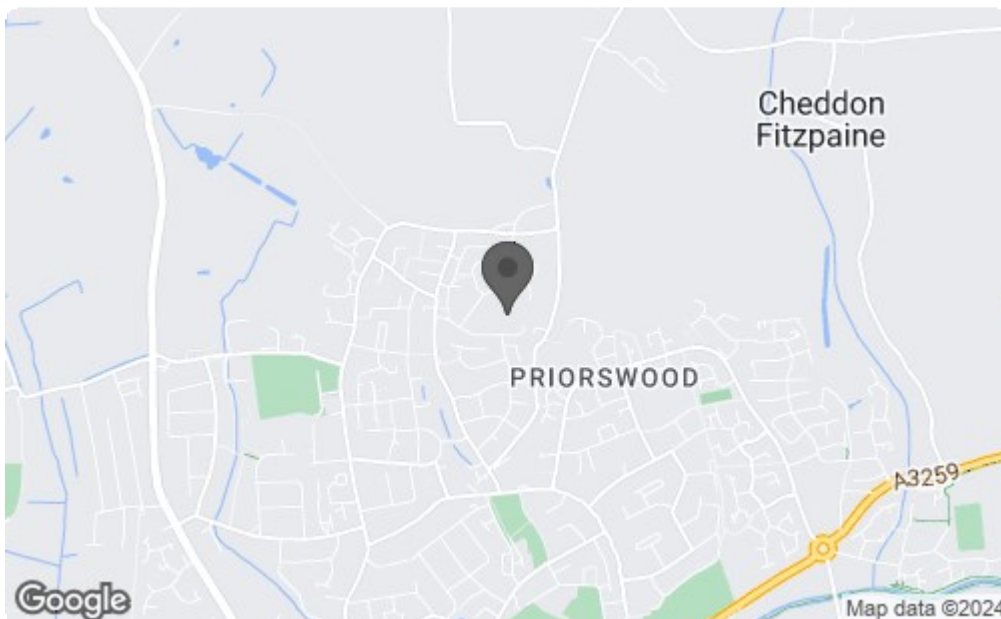 Cheddon
Fitzpaine
PRIORSWOOD
A3259
Google
Map data ©2024